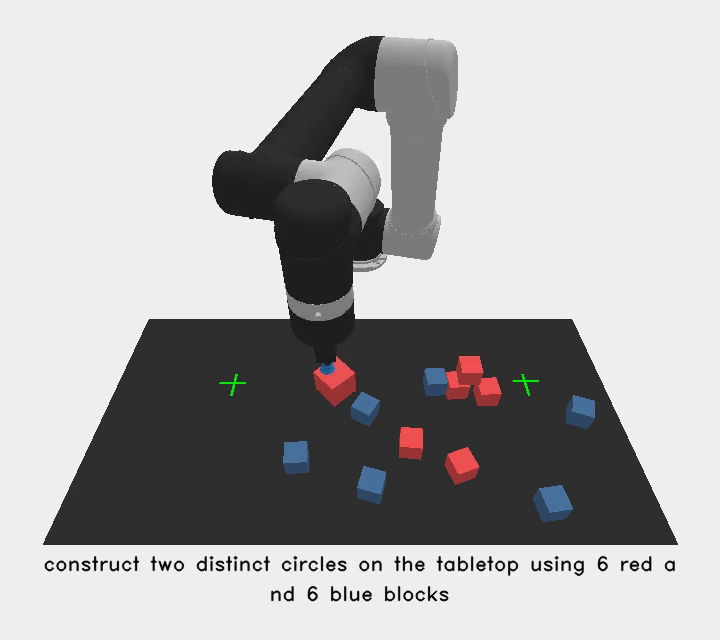 construct two distinct circles on the tabletop using 6 red a
nd 6 blue blocks